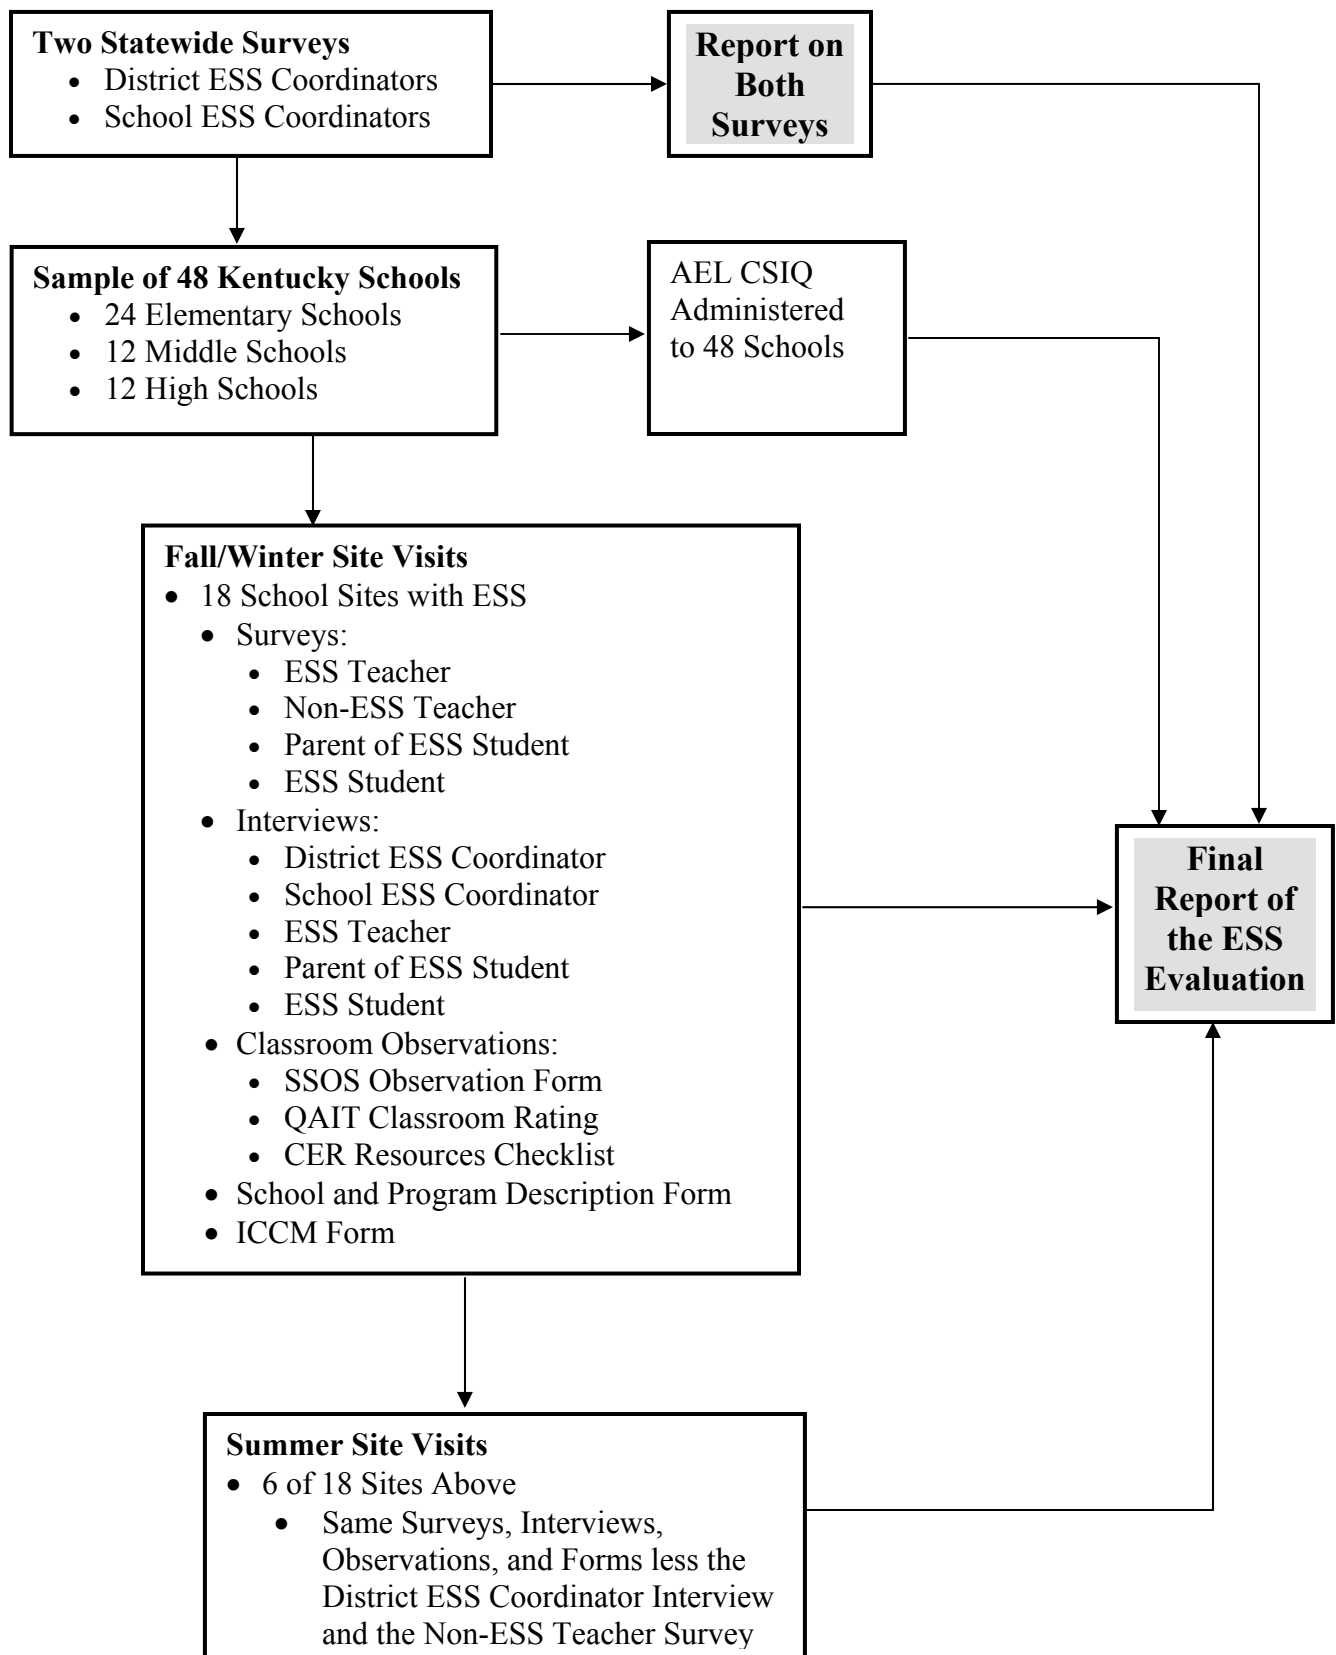 Two Statewide Surveys
• District ESS Coordinators
• School ESS Coordinators
Report on
Both
Surveys
Sample of 48 Kentucky Schools
• 24 Elementary Schools
• 12 Middle Schools
• 12 High Schools
AEL CSIQ
Administered
to 48 Schools
Fall/Winter Site Visits
• 18 School Sites with ESS
• Surveys:
• ESS Teacher
• Non-ESS Teacher
• Parent of ESS Student
• ESS Student
• Interviews:
• District ESS Coordinator
• School ESS Coordinator
• ESS Teacher
• Parent of ESS Student
• ESS Student
• Classroom Observations:
• SSOS Observation Form
• QAIT Classroom Rating
• CER Resources Checklist
• School and Program Description Form
• ICCM Form
Final
Report of
the ESS
Evaluation
Summer Site Visits
• 6 of 18 Sites Above
• Same Surveys, Interviews,
Observations, and Forms less the
District ESS Coordinator Interview
and the Non-ESS Teacher Survey